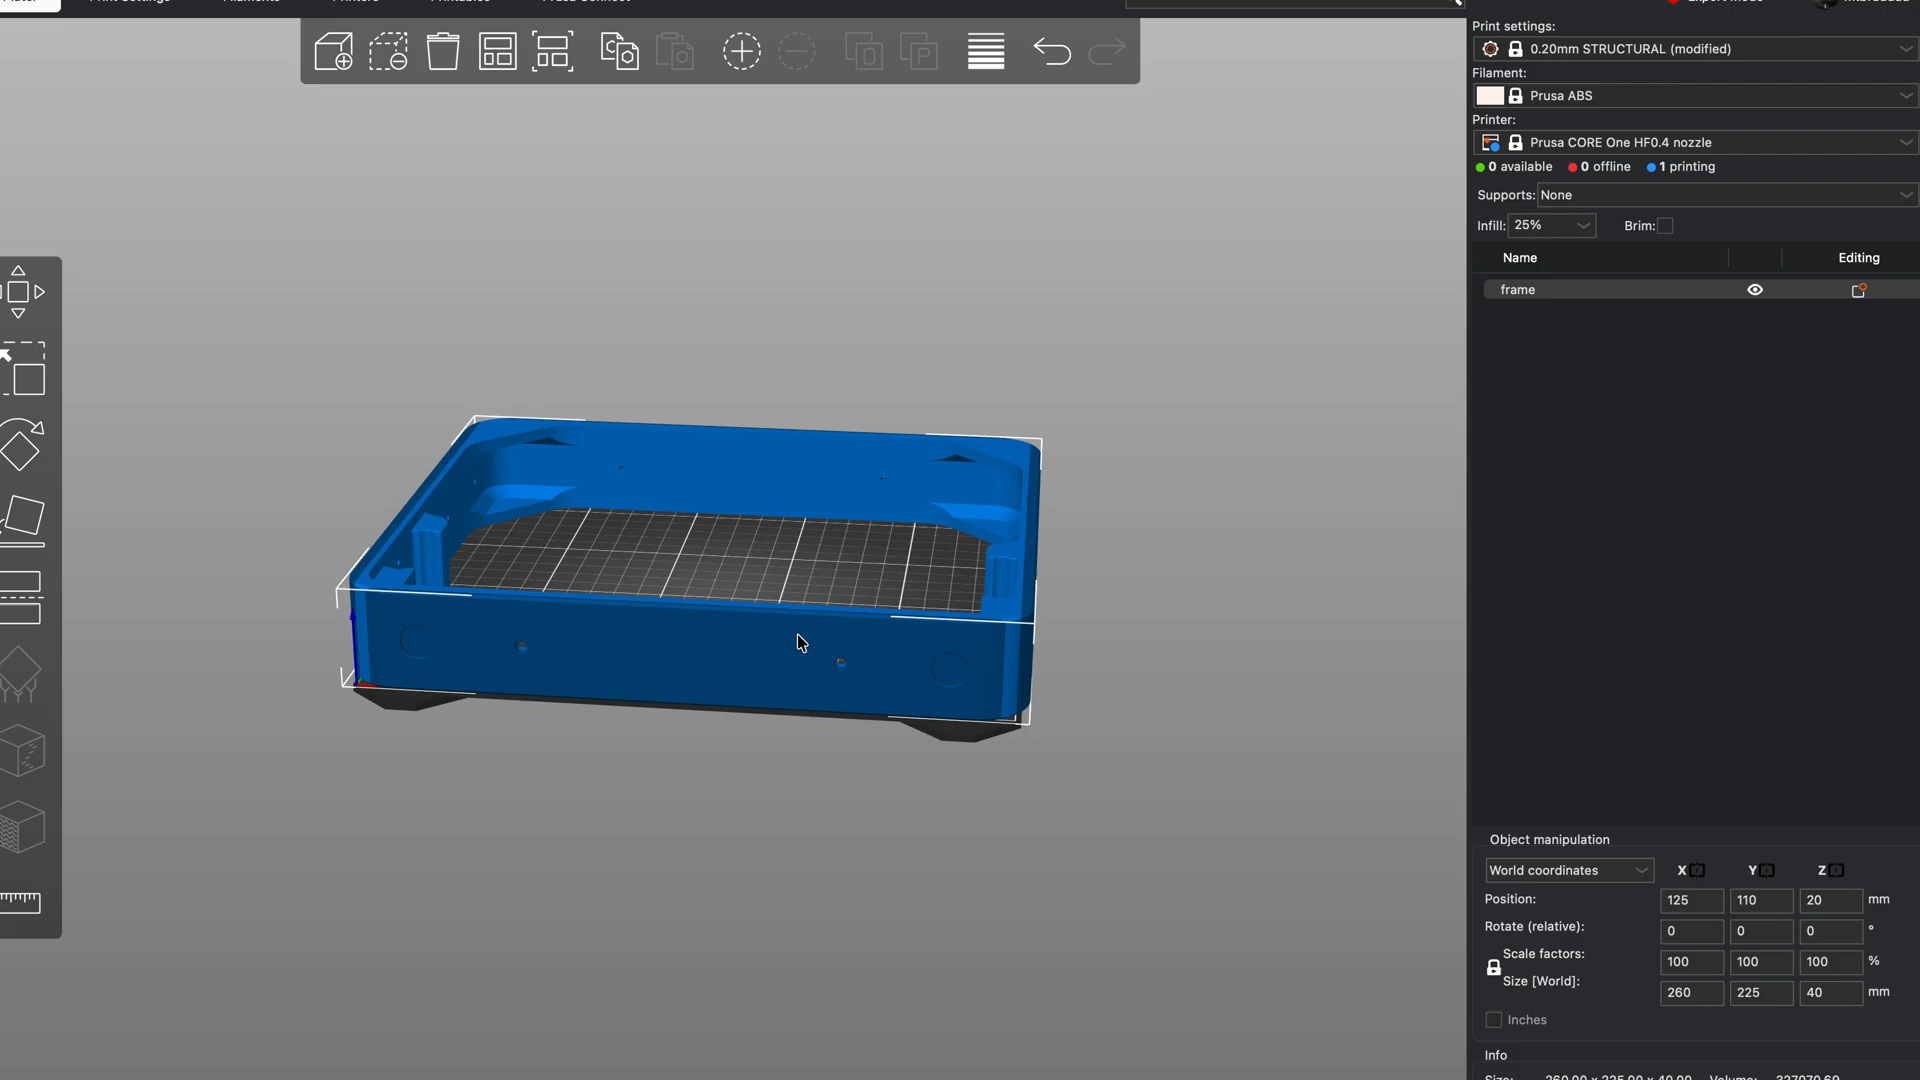 Print settings:
0.20mm STRUCTURAL (modified)
Filament:
Prusa ABS
Printer:
Prusa CORE One HF0.4 nozzle
0 available 0 offline 1 printing
Supports: None
Infill: 25% Brim:
Name Editing
frame
Object manipulation
World coordinates X Y Z
Position: 125 110 20 mm
Rotate (relative): 0 0 0 °
Scale factors: 100 100 100 %
Size [World]: 260 225 40 mm
Inches
Info